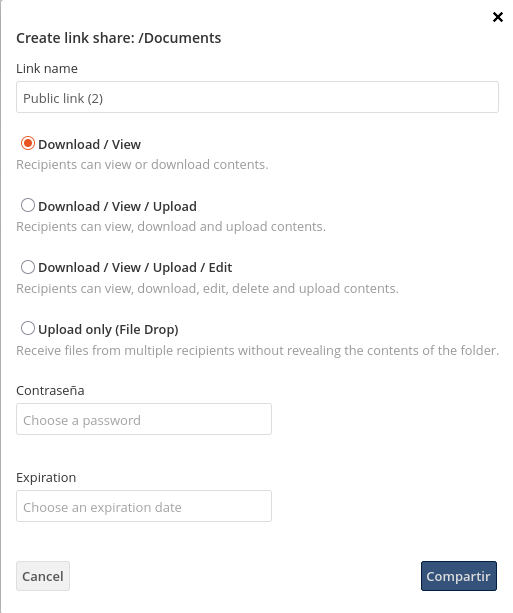 ×
Create link share: /Documents
Link name
Public link (2)
Download / View
Recipients can view or download contents.
Download / View / Upload
Recipients can view, download and upload contents.
Download / View / Upload / Edit
Recipients can view, download, edit, delete and upload contents.
Upload only (File Drop)
Receive files from multiple recipients without revealing the contents of the folder.
Contraseña
Choose a password
Expiration
Choose an expiration date
Cancel Compartir